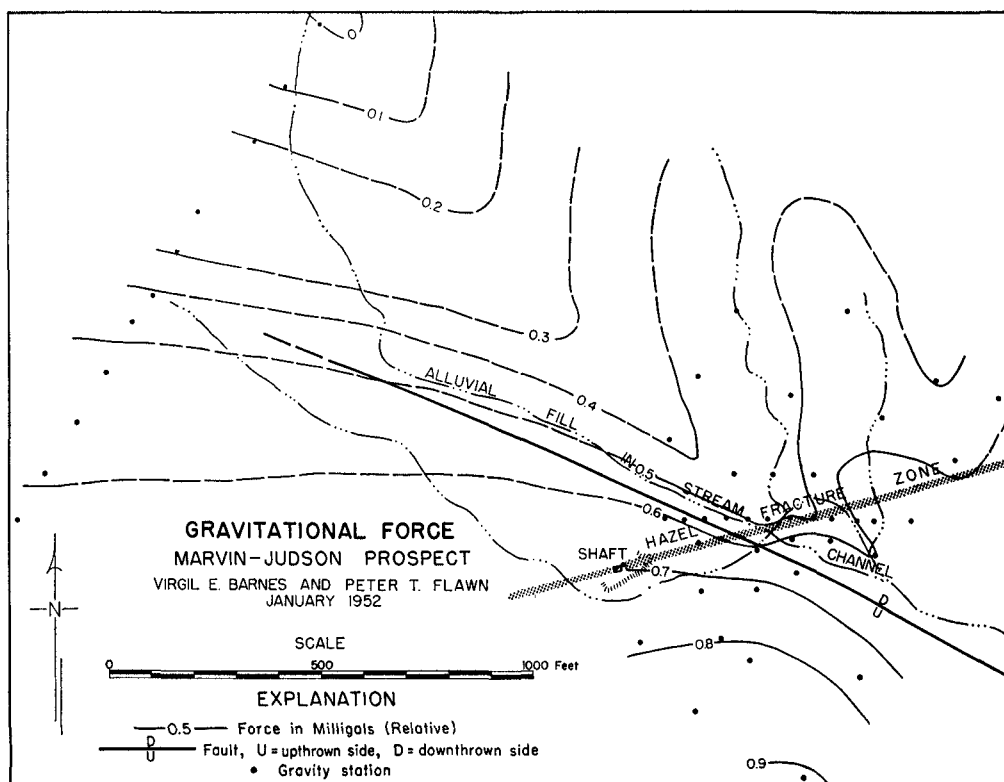 0
01
0.2
0.3
0.4
ALLUVIAL FILL IN STREAM CHANNEL
0.5
0.6
HAZEL FRACTURE ZONE
SHAFT
0.7
D
U
0.8
0.9
GRAVITATIONAL FORCE
MARVIN-JUDSON PROSPECT
VIRGIL E. BARNES AND PETER T. FLAWN
JANUARY 1952
N
SCALE
0 500 1000 Feet
EXPLANATION
0.5 Force in Milligals (Relative)
D
U
Fault, U = upthrown side, D = downthrown side
Gravity station